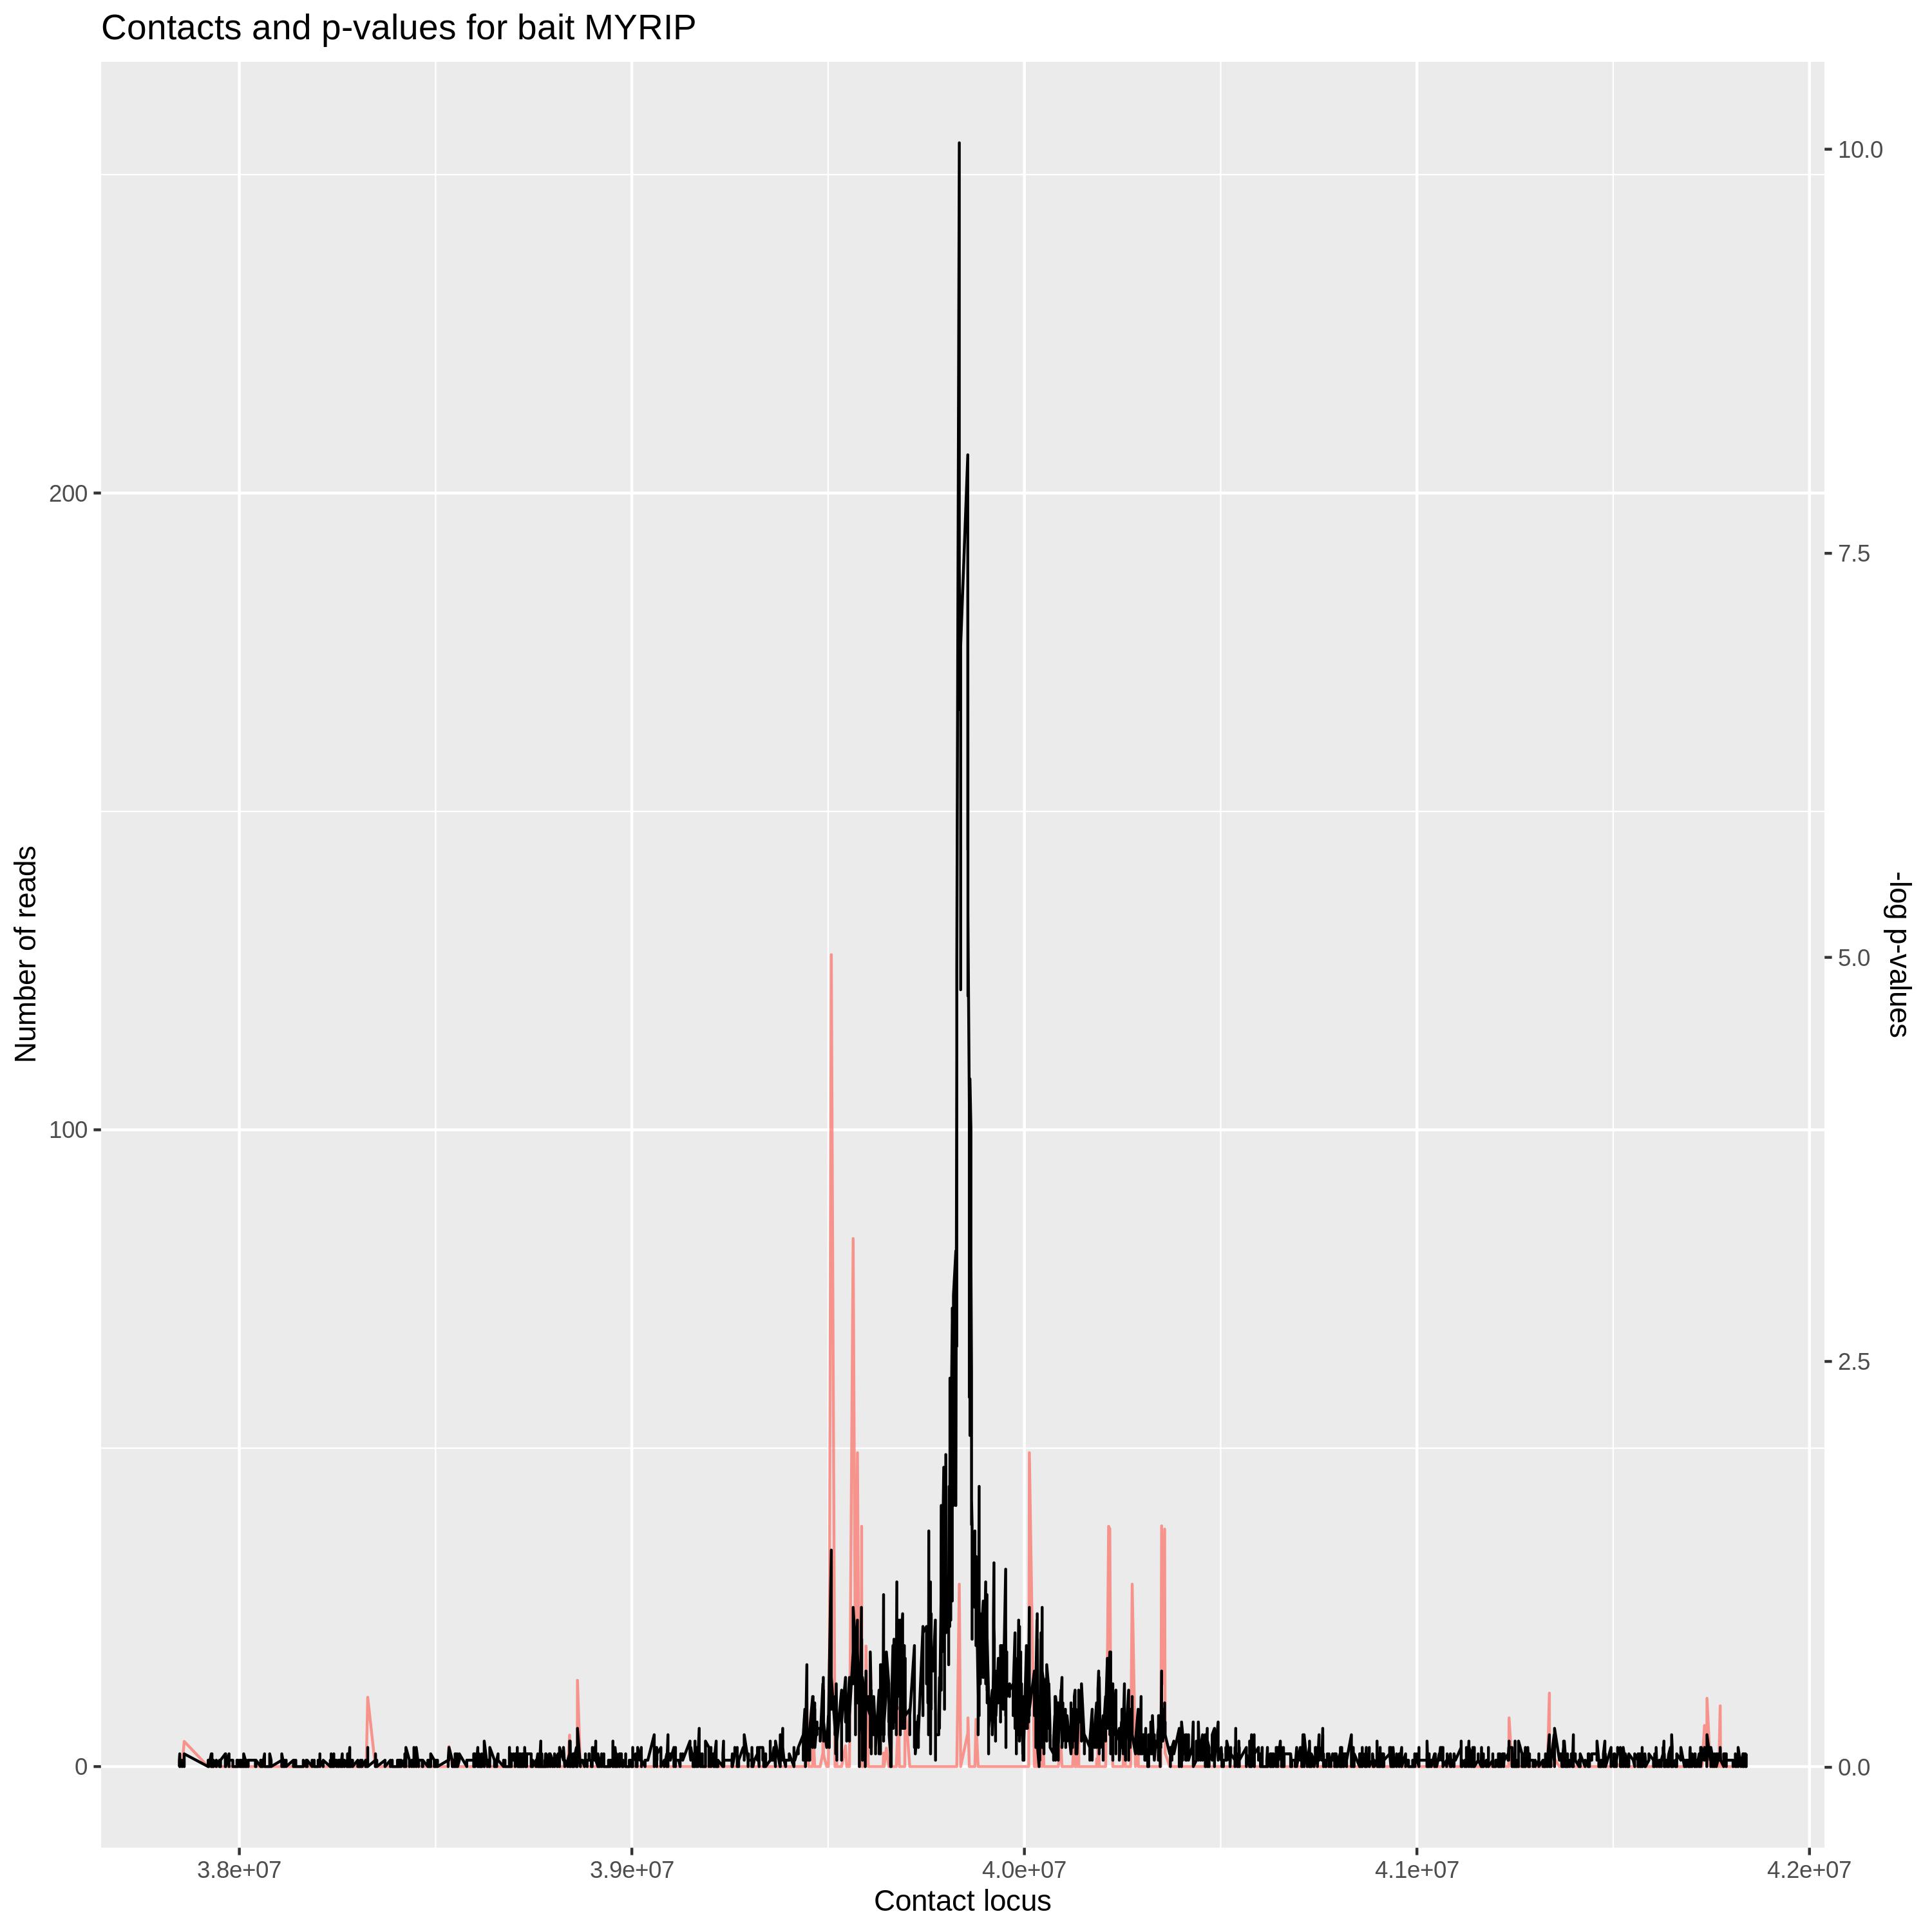 Contacts and p-values for bait MYRIP
Number of reads
200
100
0
10.0
7.5
5.0
2.5
0.0
-log p-values
3.8e+07
3.9e+07
4.0e+07
4.1e+07
4.2e+07
Contact locus